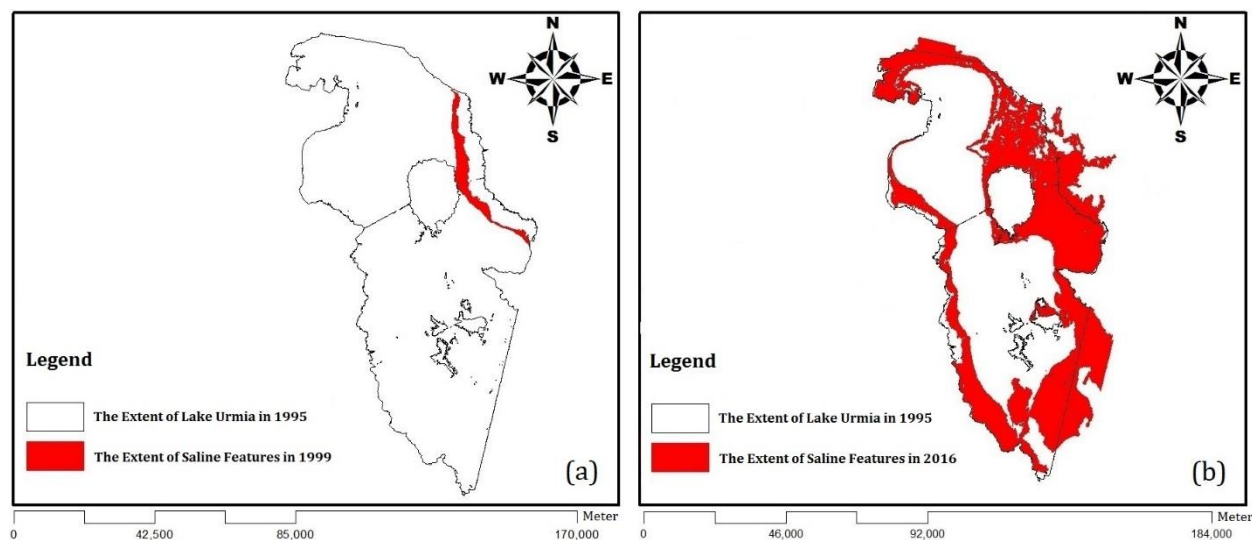 N
W E
S
Legend
The Extent of Lake Urmia in 1995
The Extent of Saline Features in 1999
(a)
Meter
0 42,500 85,000 170,000
N
W E
S
Legend
The Extent of Lake Urmia in 1995
The Extent of Saline Features in 2016
(b)
Meter
0 46,000 92,000 184,000